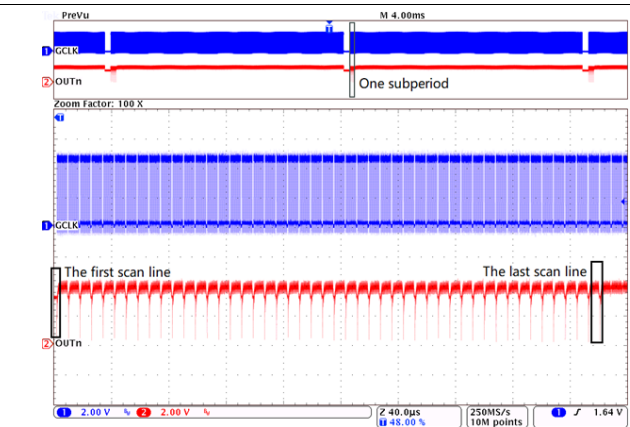 PreVu
M 4.00ms
T
1 GCLK
2 OUTn
One subperiod
Zoom Factor: 100 X
T
1 GCLK
The first scan line
The last scan line
2 OUTn
1 2.00 V 2 2.00 V
Z 40.0µs
T 48.00 %
250MS/s
10M points
1 1.64 V